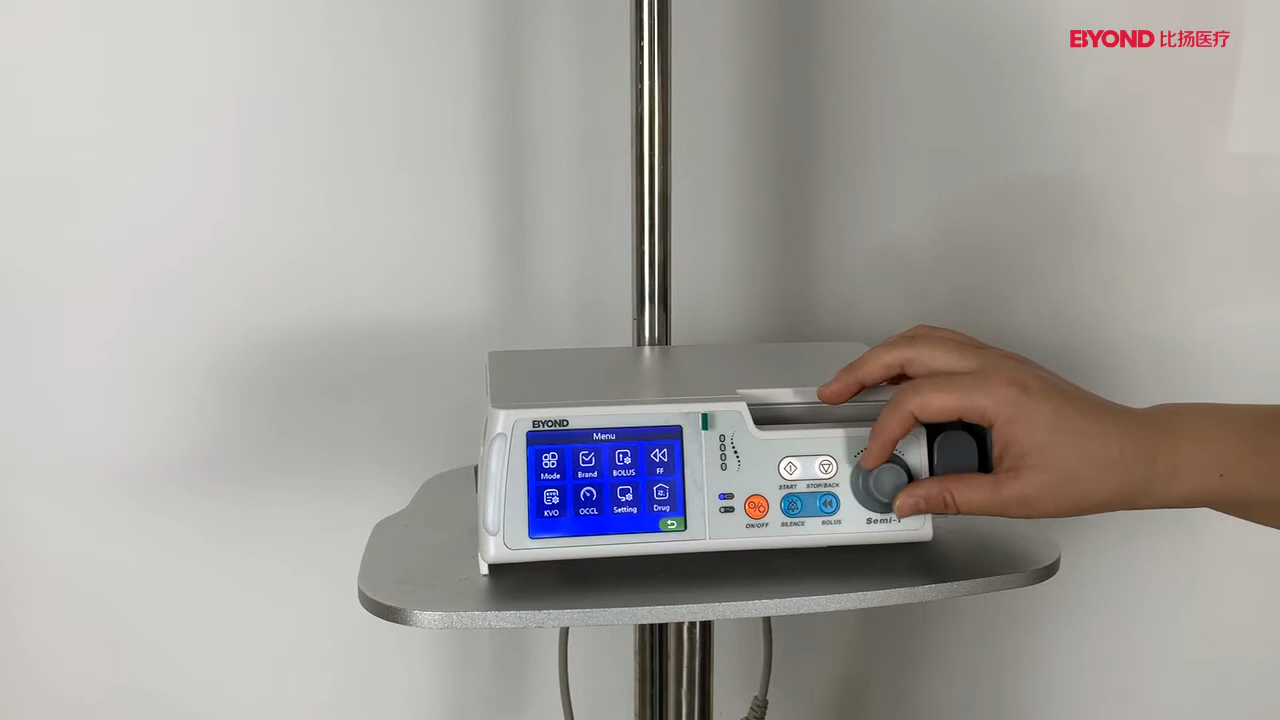 BYOND 比扬医疗
BYOND
Menu
Mode Brand BOLUS FF
KVO OCCL Setting Drug
START STOP/BACK
ON/OFF SILENCE BOLUS